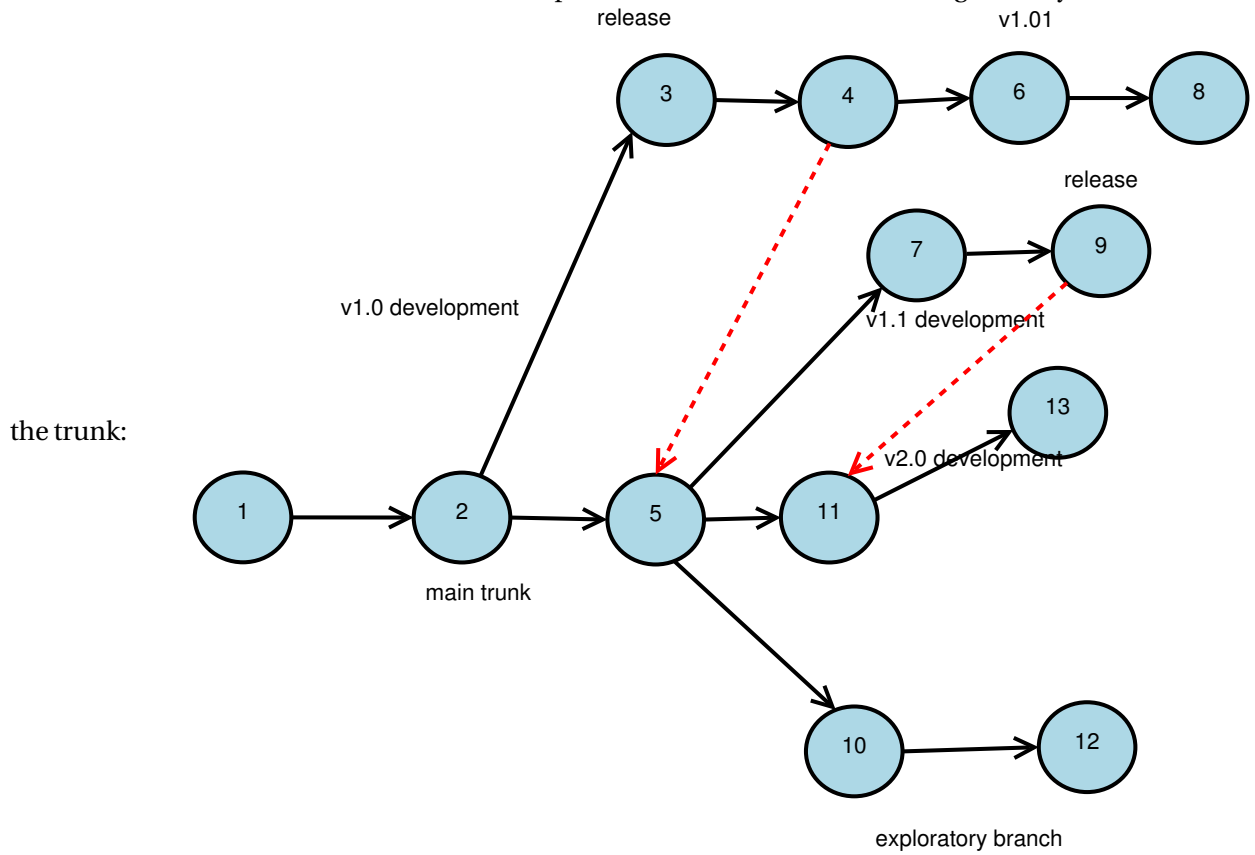 release
v1.01
3
4
6
8
release
7
9
v1.0 development
v1.1 development
13
the trunk:
v2.0 development
1
2
5
11
main trunk
10
12
exploratory branch